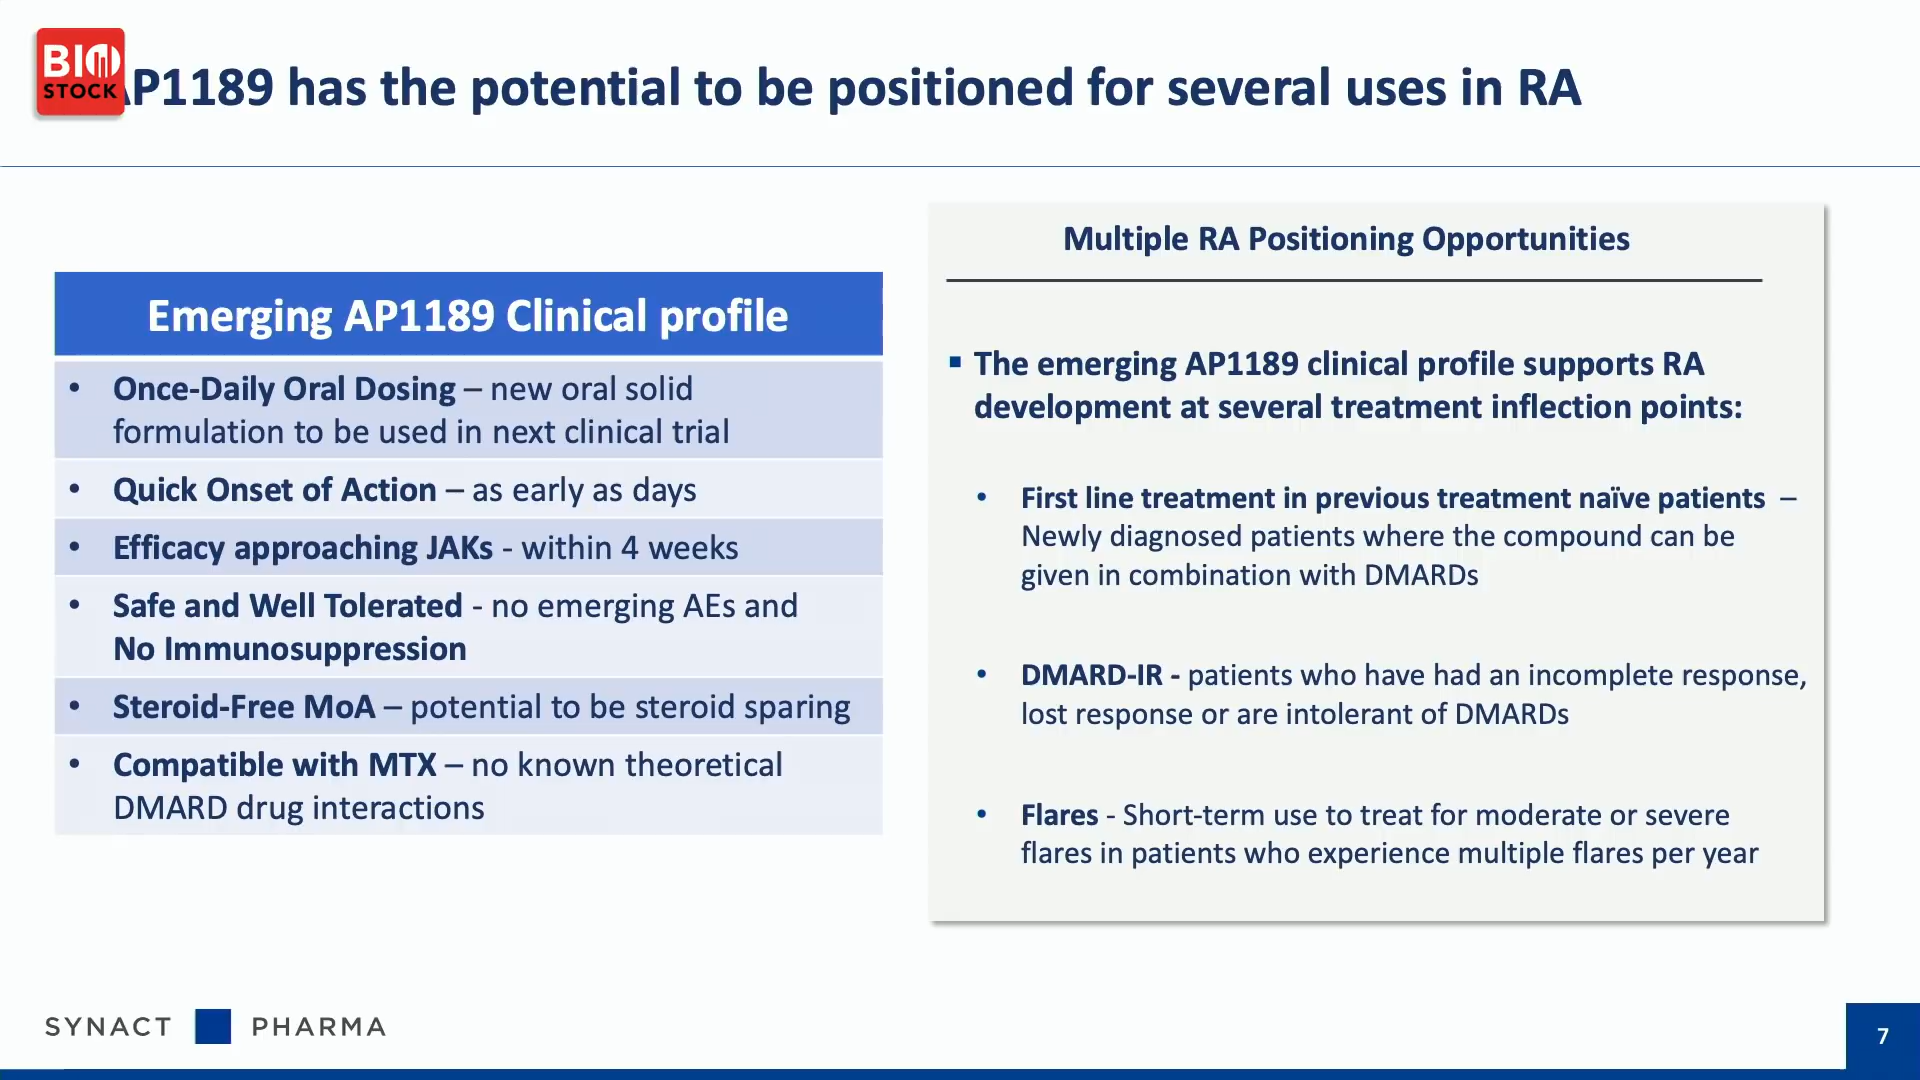 BIO
STOCK
AP1189 has the potential to be positioned for several uses in RA
Emerging AP1189 Clinical profile
• Once-Daily Oral Dosing – new oral solid
formulation to be used in next clinical trial
• Quick Onset of Action – as early as days
• Efficacy approaching JAKs - within 4 weeks
• Safe and Well Tolerated - no emerging AEs and
No Immunosuppression
• Steroid-Free MoA – potential to be steroid sparing
• Compatible with MTX – no known theoretical
DMARD drug interactions
Multiple RA Positioning Opportunities
▪ The emerging AP1189 clinical profile supports RA
development at several treatment inflection points:
• First line treatment in previous treatment naïve patients –
Newly diagnosed patients where the compound can be
given in combination with DMARDs
• DMARD-IR - patients who have had an incomplete response,
lost response or are intolerant of DMARDs
• Flares - Short-term use to treat for moderate or severe
flares in patients who experience multiple flares per year
SYNACT PHARMA
7